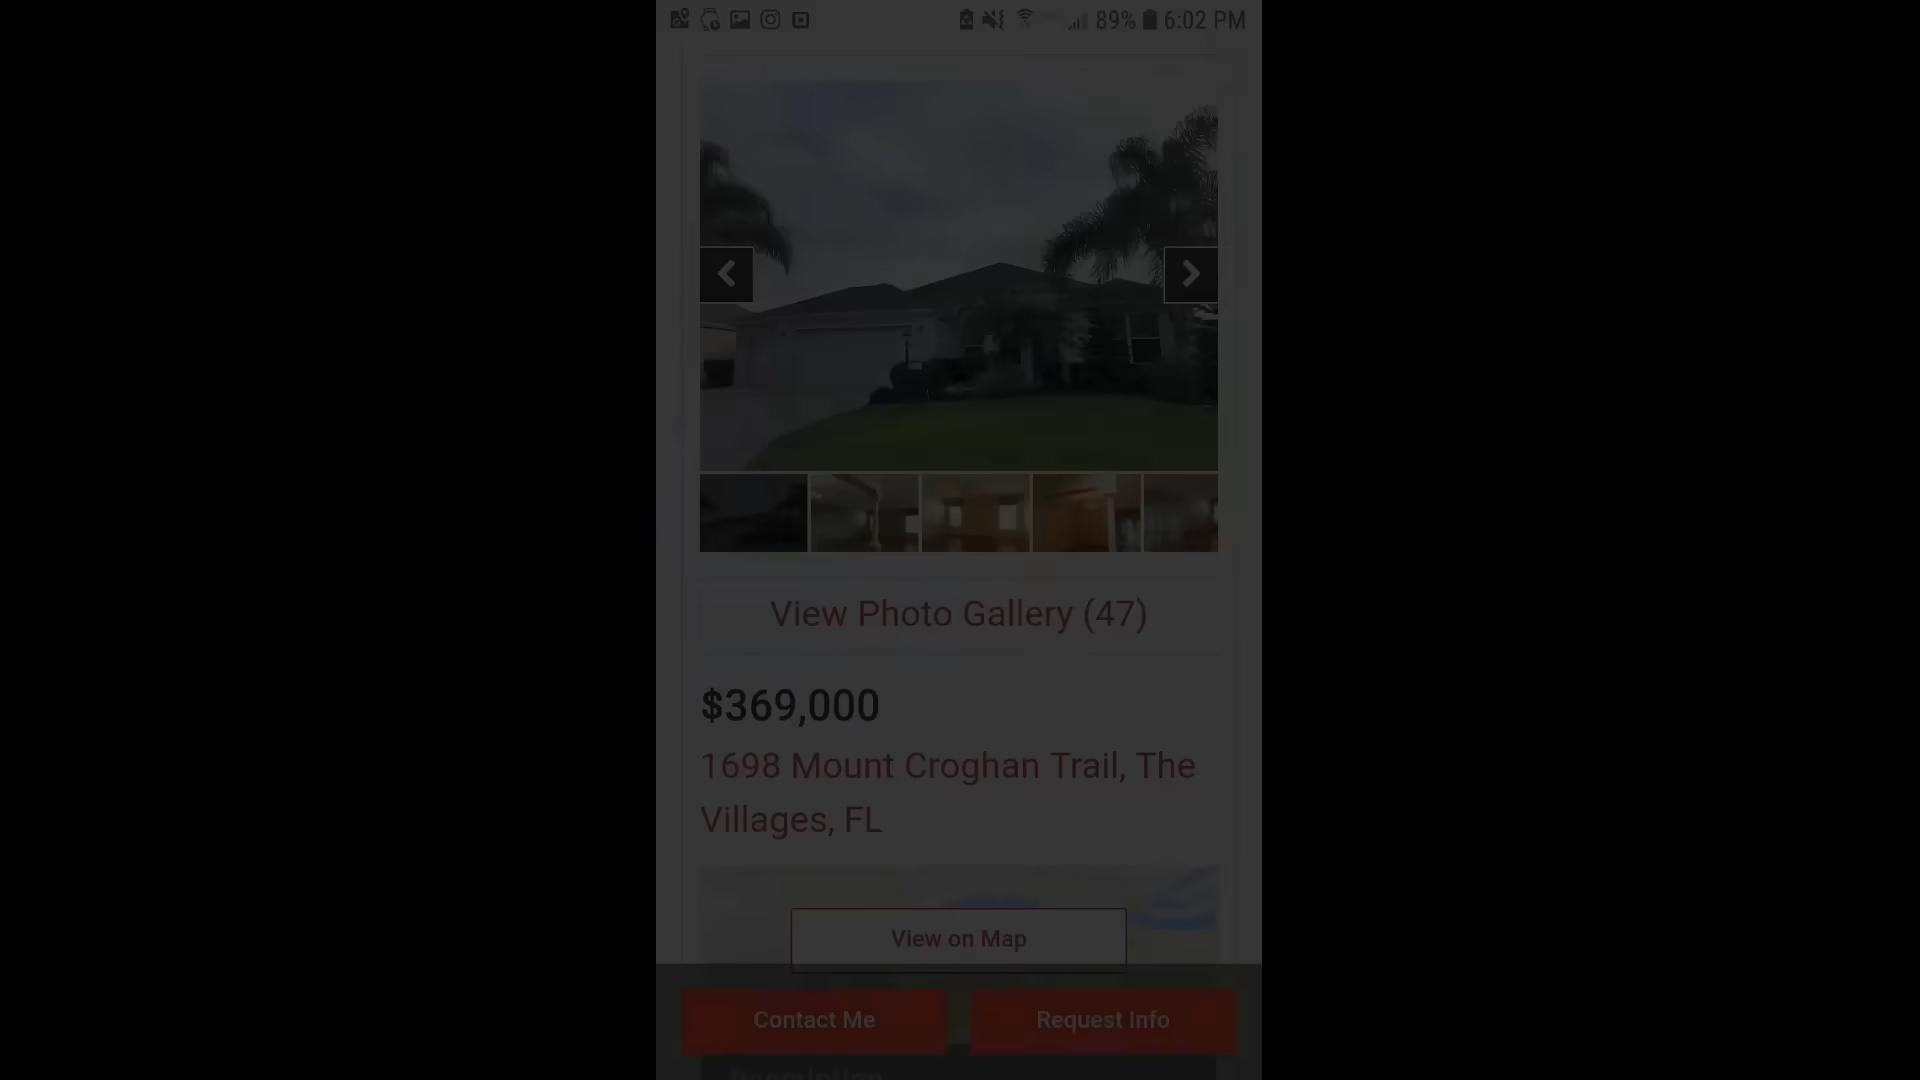 89% 6:02 PM
View Photo Gallery (47)
$369,000
1698 Mount Croghan Trail, The
Villages, FL
View on Map
Contact Me
Request Info
Description